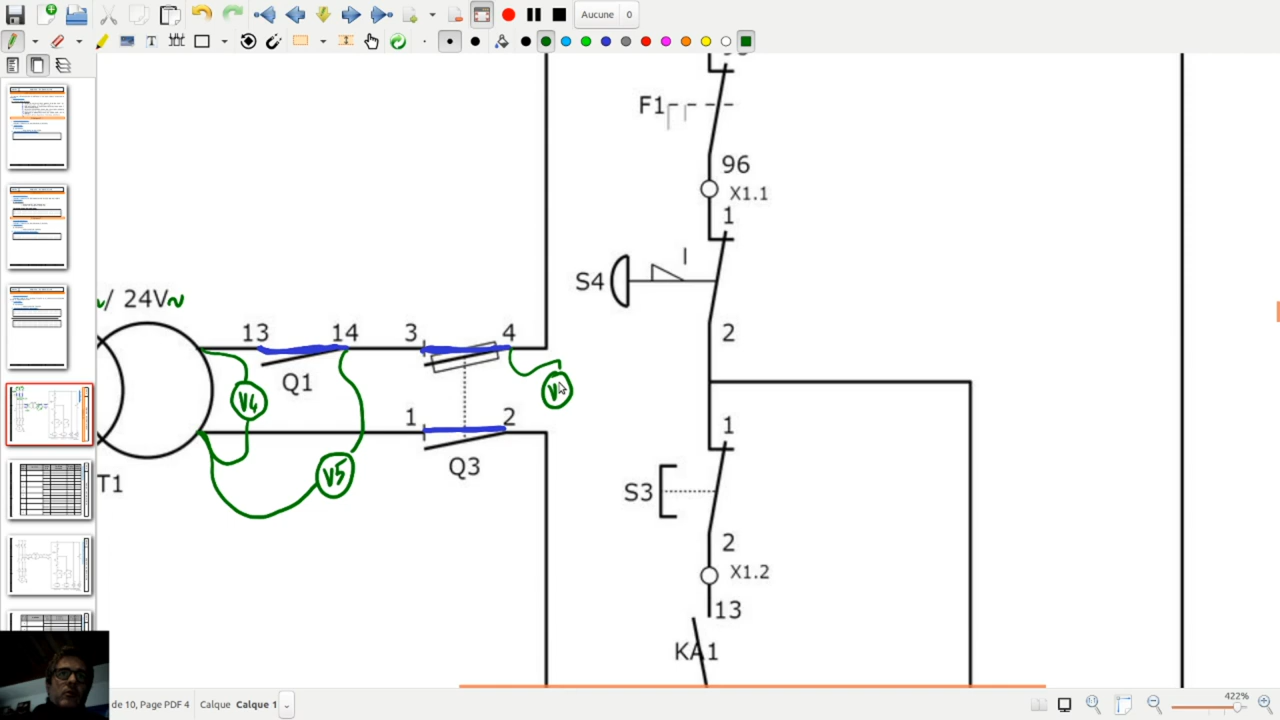 Aucune 0
F1
96
X1.1
1
I
S4
/ 24V~
13 14 3 4
2
Q1
V4
V
1 2
1
Q3
V5
T1
S3
2
X1.2
13
KA1
de 10, Page PDF 4 Calque Calque 1
422%